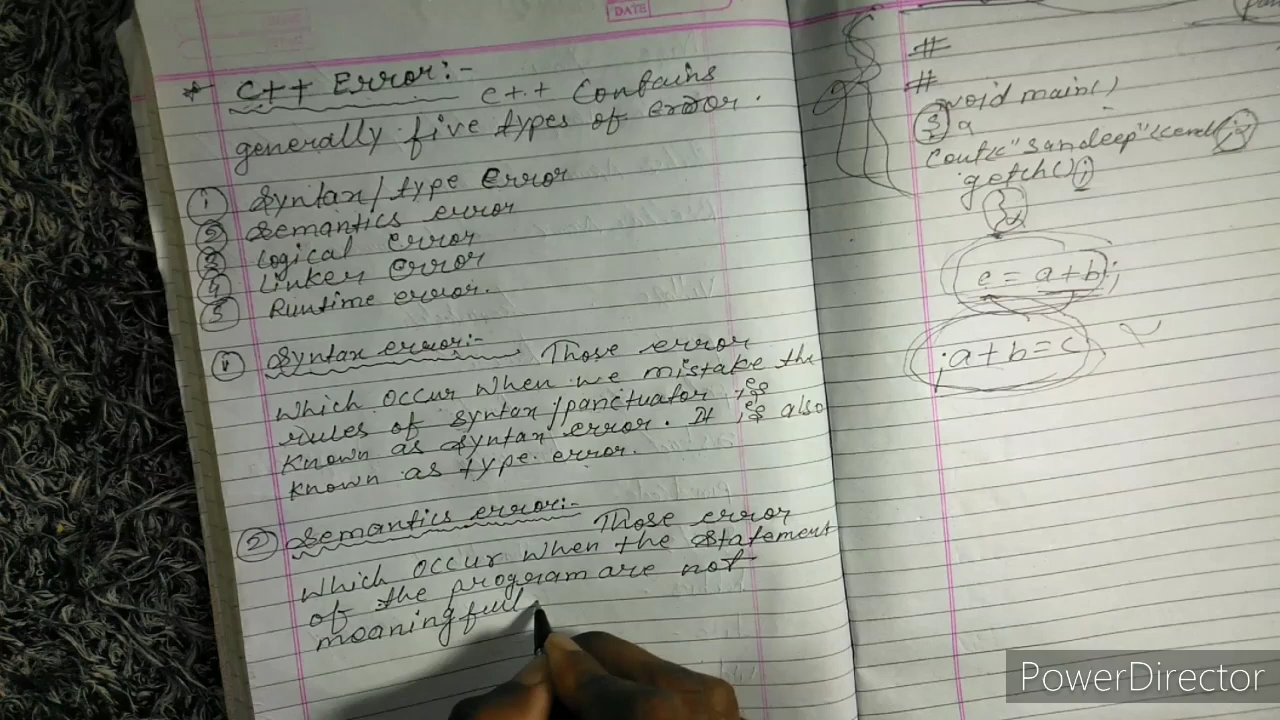 DATE
* C++ Error:-
C++ Contains
generally five types of error.
① Syntax/type Error
② Semantics error
③ Logical error
④ Linker Error
⑤ Runtime error.
① Syntax error:- Those error
which occur when we mistake the
rules of syntax/panctuator is
known as syntax error. It is also
known as type error.
② Semantics error:- Those error
which occur when the statement
of the program are not
meaningfull
#
#
void main()
{
cout<<"sandeep"<<endl;
getch();
}
e = a+b;
;a+b=c
PowerDirector